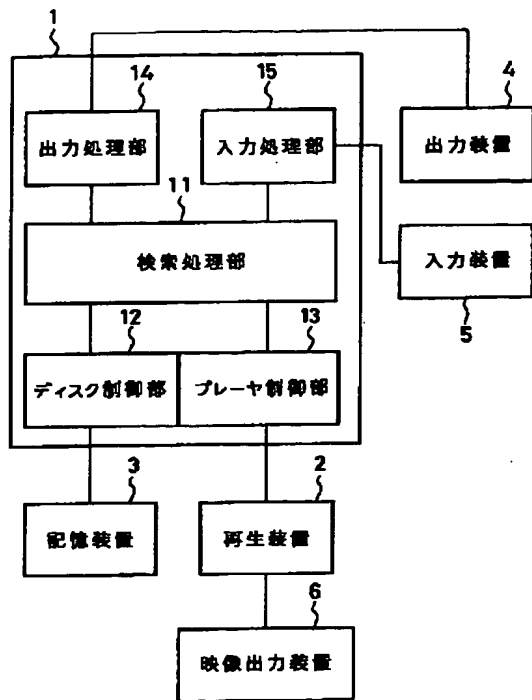 1
14
15
4
出力処理部
入力処理部
出力装置
11
検索処理部
入力装置
5
12
13
ディスク制御部
プレーヤ制御部
3
2
記憶装置
再生装置
6
映像出力装置